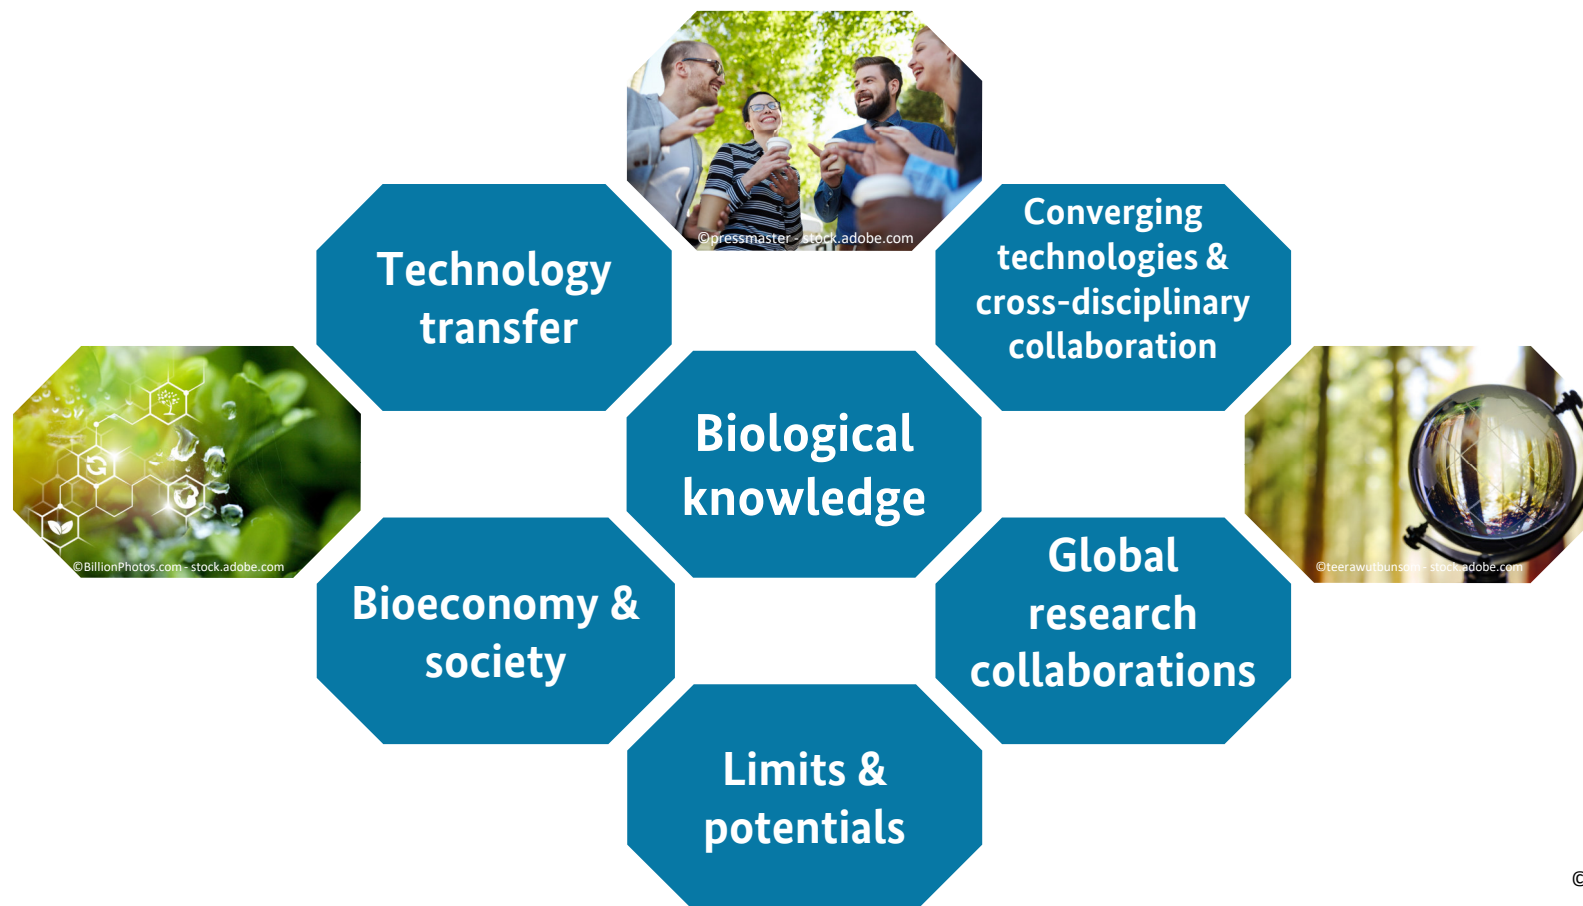 ©pressmaster - stock.adobe.com
Technology
transfer
Converging
technologies &
cross-disciplinary
collaboration
Biological
knowledge
©BillionPhotos.com - stock.adobe.com
©teerawutbunsom - stock.adobe.com
Bioeconomy &
society
Global
research
collaborations
Limits &
potentials
©